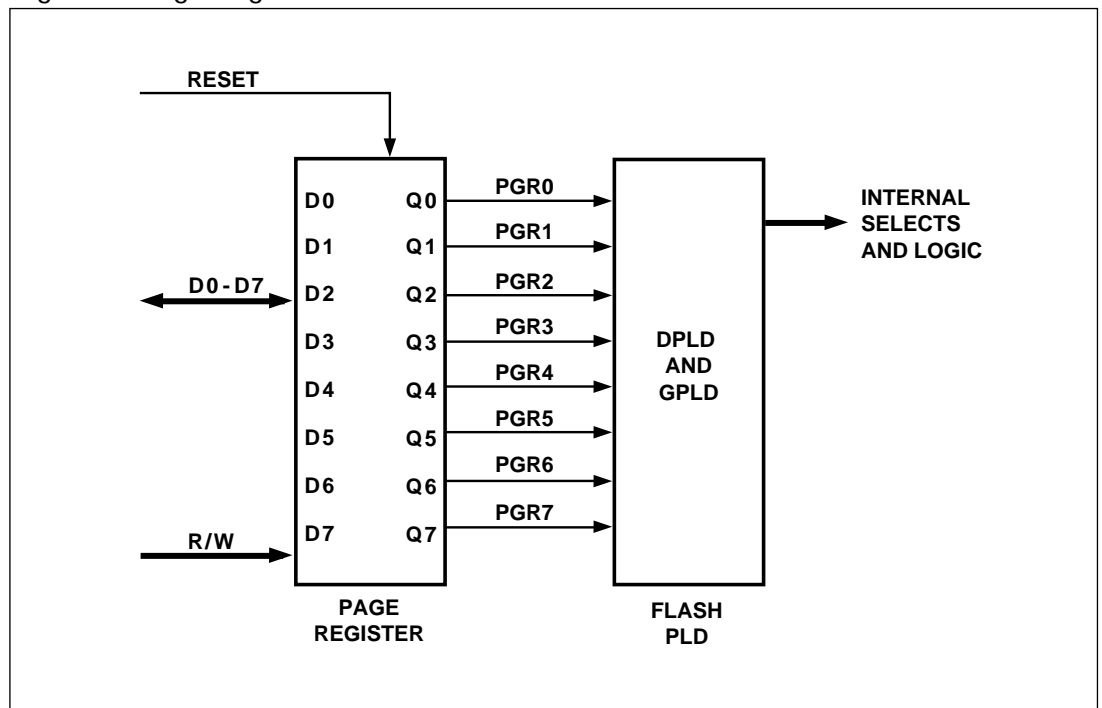 RESET
D0 Q0 PGR0
D1 Q1 PGR1
D0-D7
D2 Q2 PGR2
D3 Q3 PGR3
D4 Q4 PGR4
D5 Q5 PGR5
D6 Q6 PGR6
D7 Q7 PGR7
R/W
PAGE
REGISTER
DPLD
AND
GPLD
FLASH
PLD
INTERNAL
SELECTS
AND LOGIC